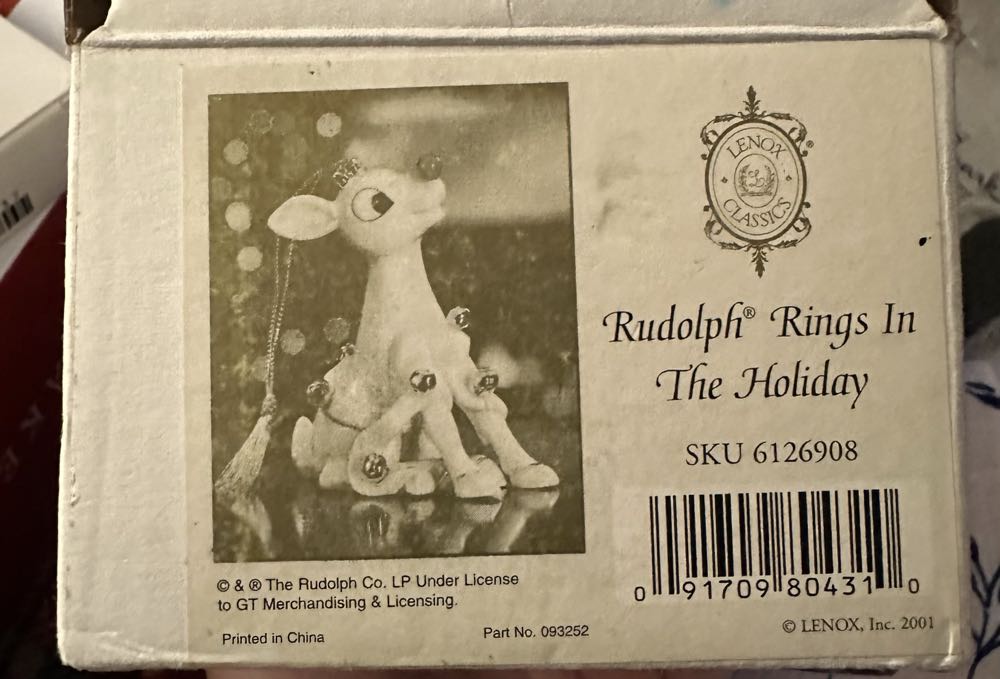 LENOX
®
CLASSICS
Rudolph® Rings In
The Holiday
SKU 6126908
0 91709 80431 0
© & ® The Rudolph Co. LP Under License
to GT Merchandising & Licensing.
Printed in China
Part No. 093252
© LENOX, Inc. 2001